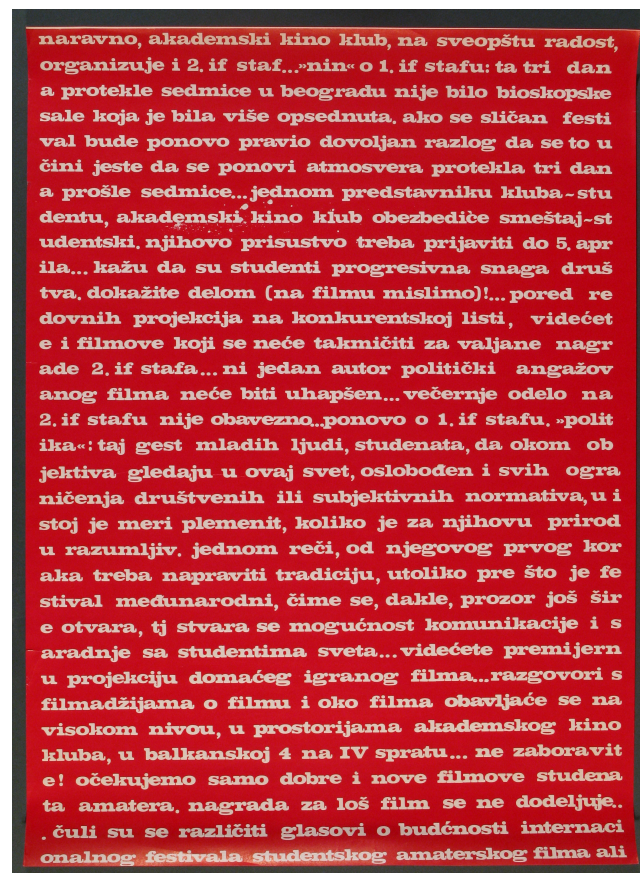 naravno, akademski kino klub, na sveopštu radost,
organizuje i 2. if staf...»nin« o 1. if stafu: ta tri dan
a protekle sedmice u beogradu nije bilo bioskopske
sale koja je bila više opsednuta. ako se sličan festi
val bude ponovo pravio dovoljan razlog da se to u
čini jeste da se ponovi atmosvera protekla tri dan
a prošle sedmice...jednom predstavniku kluba~stu
dentu, akademski kino klub obezbediće smeštaj~st
udentski. njihovo prisustvo treba prijaviti do 5. apr
ila... kažu da su studenti progresivna snaga druš
tva. dokažite delom (na filmu mislimo)!... pored re
dovnih projekcija na konkurentskoj listi, videćet
e i filmove koji se neće takmičiti za valjane nagr
ade 2. if stafa... ni jedan autor politički angažov
anog filma neće biti uhapšen... večernje odelo na
2. if stafu nije obavezno...ponovo o 1. if stafu. »polit
ika«: taj gest mladih ljudi, studenata, da okom ob
jektiva gledaju u ovaj svet, oslobođen i svih ogra
ničenja društvenih ili subjektivnih normativa, u i
stoj je meri plemenit, koliko je za njihovu prirod
u razumljiv. jednom reči, od njegovog prvog kor
aka treba napraviti tradiciju, utoliko pre što je fe
stival međunarodni, čime se, dakle, prozor još šir
e otvara, tj stvara se mogućnost komunikacije i s
aradnje sa studentima sveta... videćete premijern
u projekciju domaćeg igranog filma...razgovori s
filmadžijama o filmu i oko filma obavljaće se na
visokom nivou, u prostorijama akademskog kino
kluba, u balkanskoj 4 na IV spratu... ne zaboravit
e! očekujemo samo dobre i nove filmove studena
ta amatera. nagrada za loš film se ne dodeljuje..
. čuli su se različiti glasovi o budćnosti internaci
onalnog festivala studentskog amaterskog filma ali